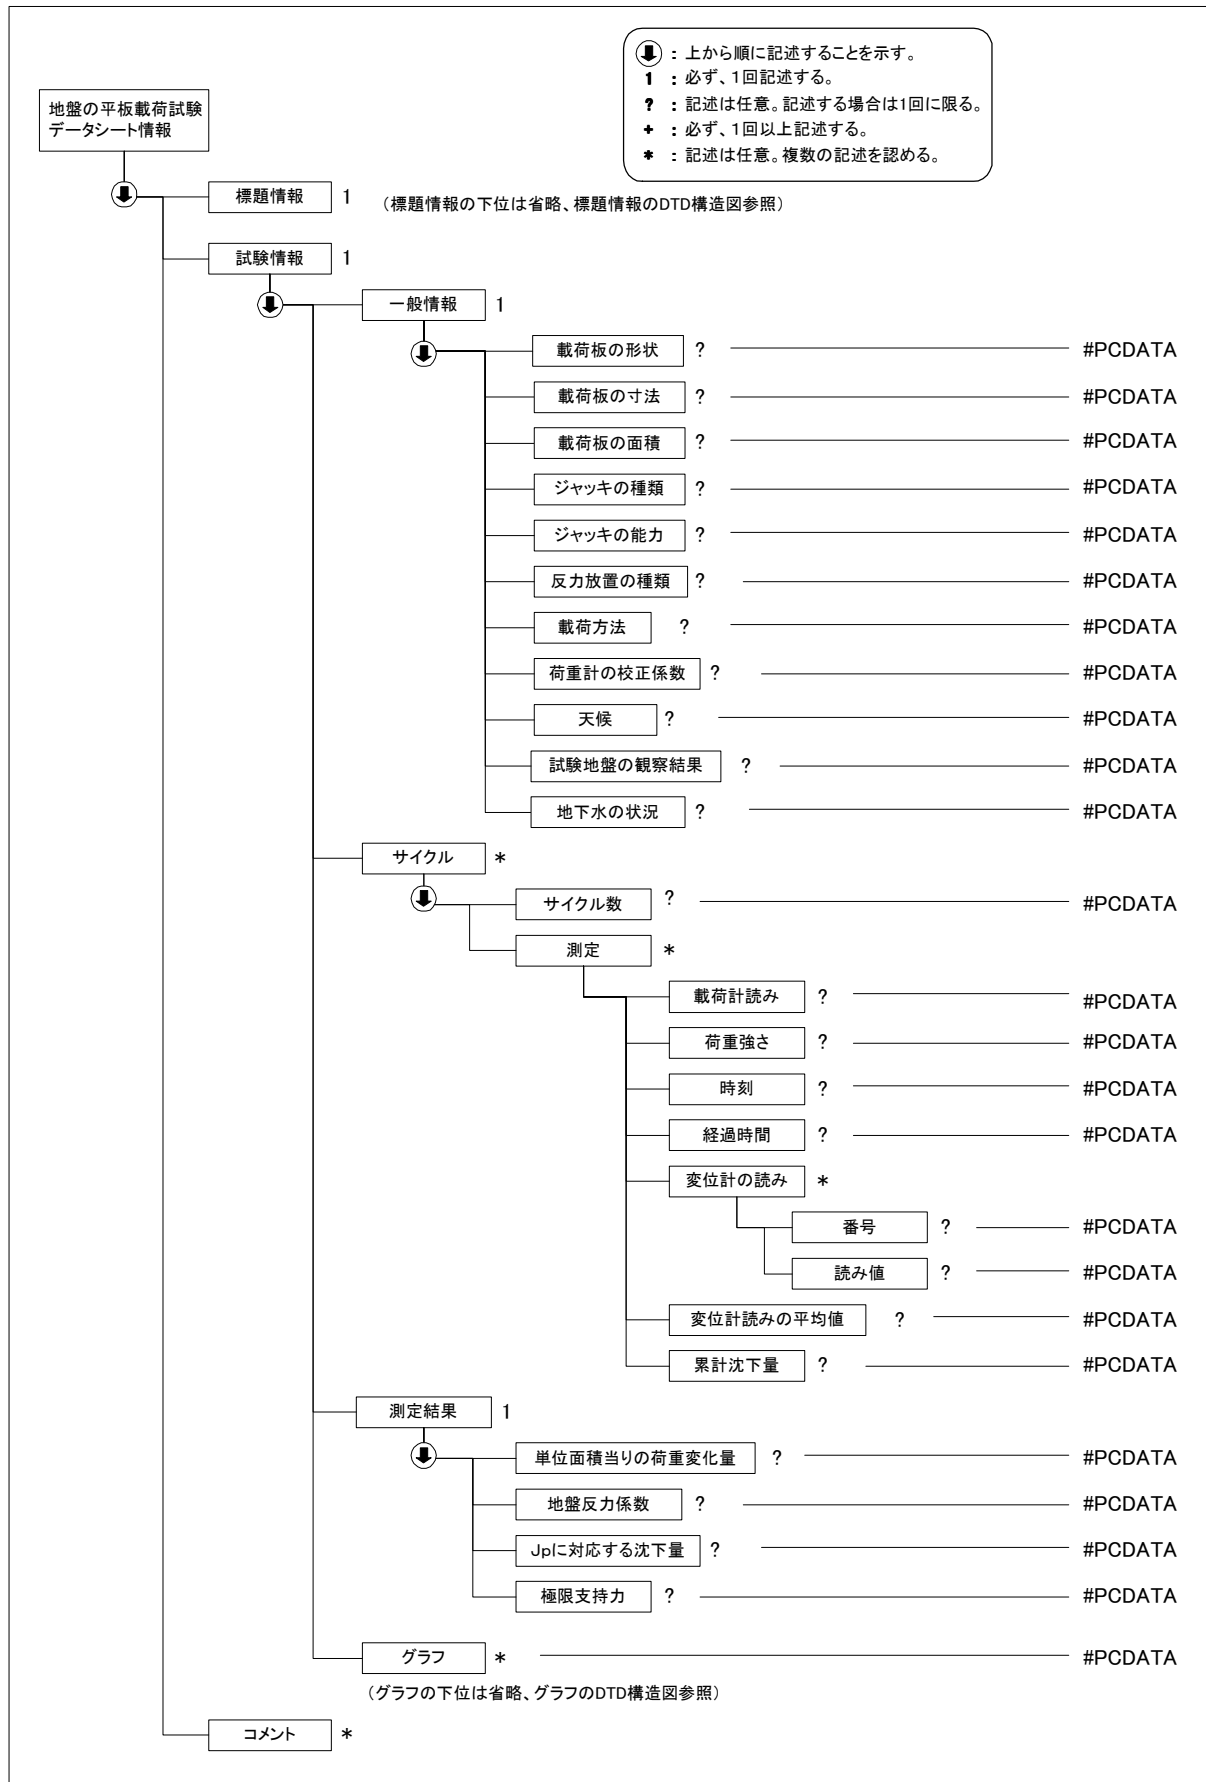 : 上から順に記述することを示す。
1 : 必ず、1回記述する。
? : 記述は任意。記述する場合は1回に限る。
+ : 必ず、1回以上記述する。
* : 記述は任意。複数の記述を認める。
地盤の平板載荷試験
データシート情報
標題情報 1 (標題情報の下位は省略、標題情報のDTD構造図参照)
試験情報 1
一般情報 1
載荷板の形状 ? #PCDATA
載荷板の寸法 ? #PCDATA
載荷板の面積 ? #PCDATA
ジャッキの種類 ? #PCDATA
ジャッキの能力 ? #PCDATA
反力放置の種類 ? #PCDATA
載荷方法 ? #PCDATA
荷重計の校正係数 ? #PCDATA
天候 ? #PCDATA
試験地盤の観察結果 ? #PCDATA
地下水の状況 ? #PCDATA
サイクル *
サイクル数 ? #PCDATA
測定 *
載荷計読み ? #PCDATA
荷重強さ ? #PCDATA
時刻 ? #PCDATA
経過時間 ? #PCDATA
変位計の読み *
番号 ? #PCDATA
読み値 ? #PCDATA
変位計読みの平均値 ? #PCDATA
累計沈下量 ? #PCDATA
測定結果 1
単位面積当りの荷重変化量 ? #PCDATA
地盤反力係数 ? #PCDATA
Jpに対応する沈下量 ? #PCDATA
極限支持力 ? #PCDATA
グラフ * #PCDATA
(グラフの下位は省略、グラフのDTD構造図参照)
コメント *